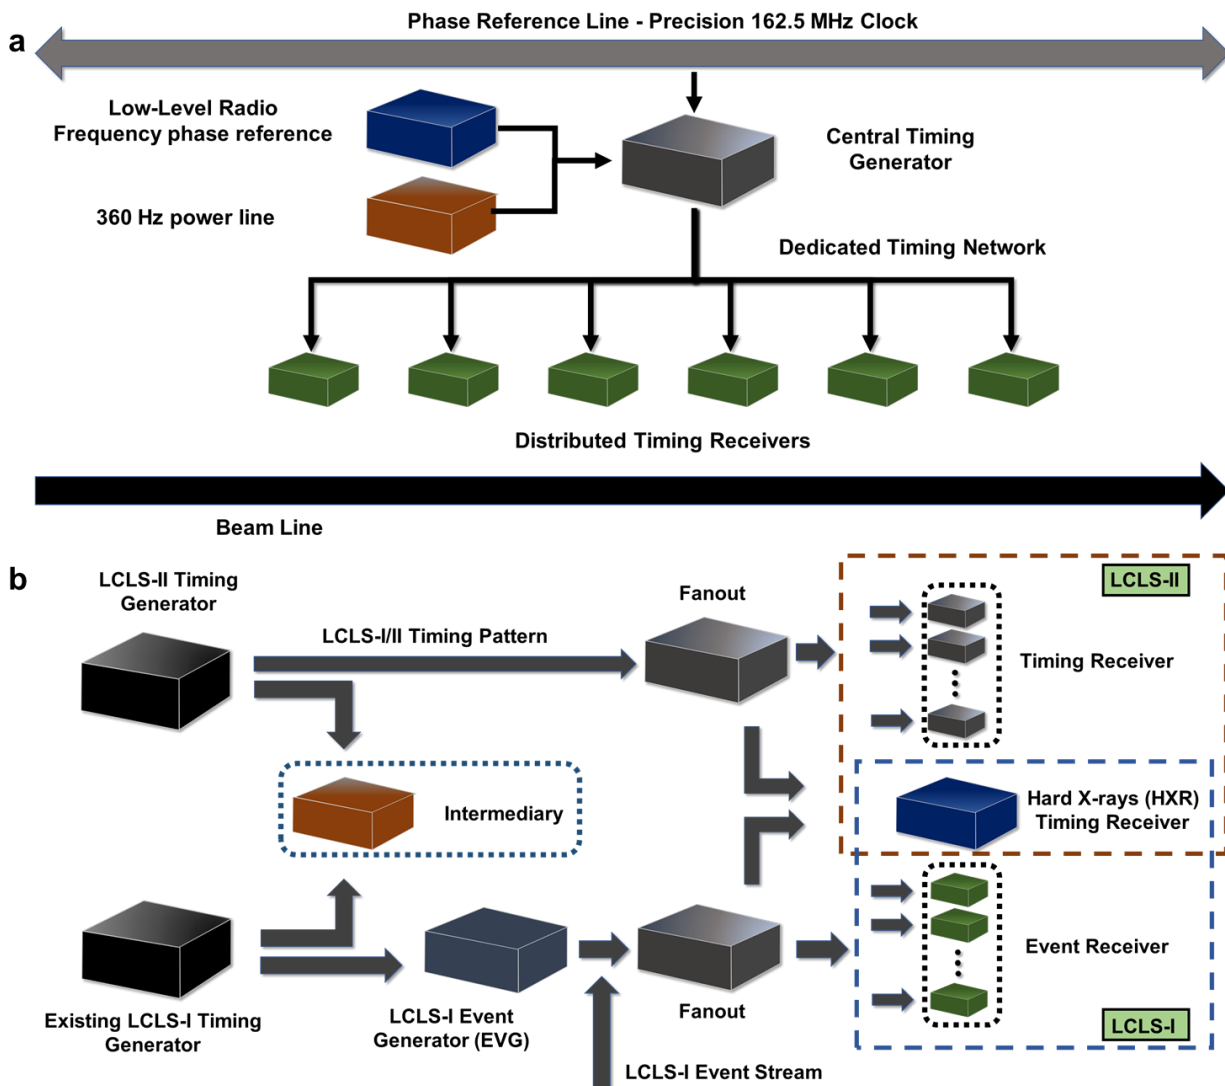 a
Phase Reference Line - Precision 162.5 MHz Clock
Low-Level Radio
Frequency phase reference
Central Timing
Generator
360 Hz power line
Dedicated Timing Network
Distributed Timing Receivers
Beam Line
b
LCLS-II Timing
Generator
LCLS-I/II Timing Pattern
Fanout
LCLS-II
Timing Receiver
Intermediary
Hard X-rays (HXR)
Timing Receiver
Existing LCLS-I Timing
Generator
LCLS-I Event
Generator (EVG)
Fanout
Event Receiver
LCLS-I
LCLS-I Event Stream